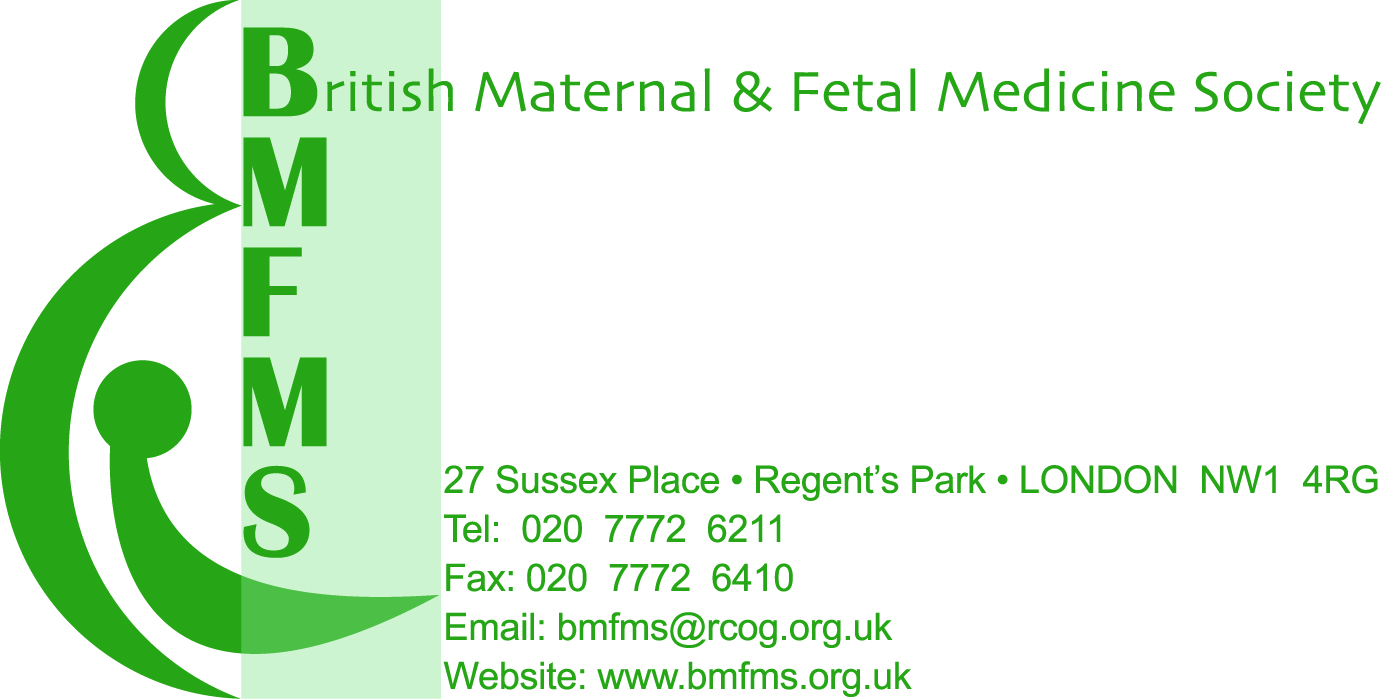 British Maternal & Fetal Medicine Society
M
F
M
S
27 Sussex Place • Regent’s Park • LONDON  NW1  4RG
Tel:  020  7772  6211
Fax: 020  7772  6410
Email: bmfms@rcog.org.uk
Website: www.bmfms.org.uk